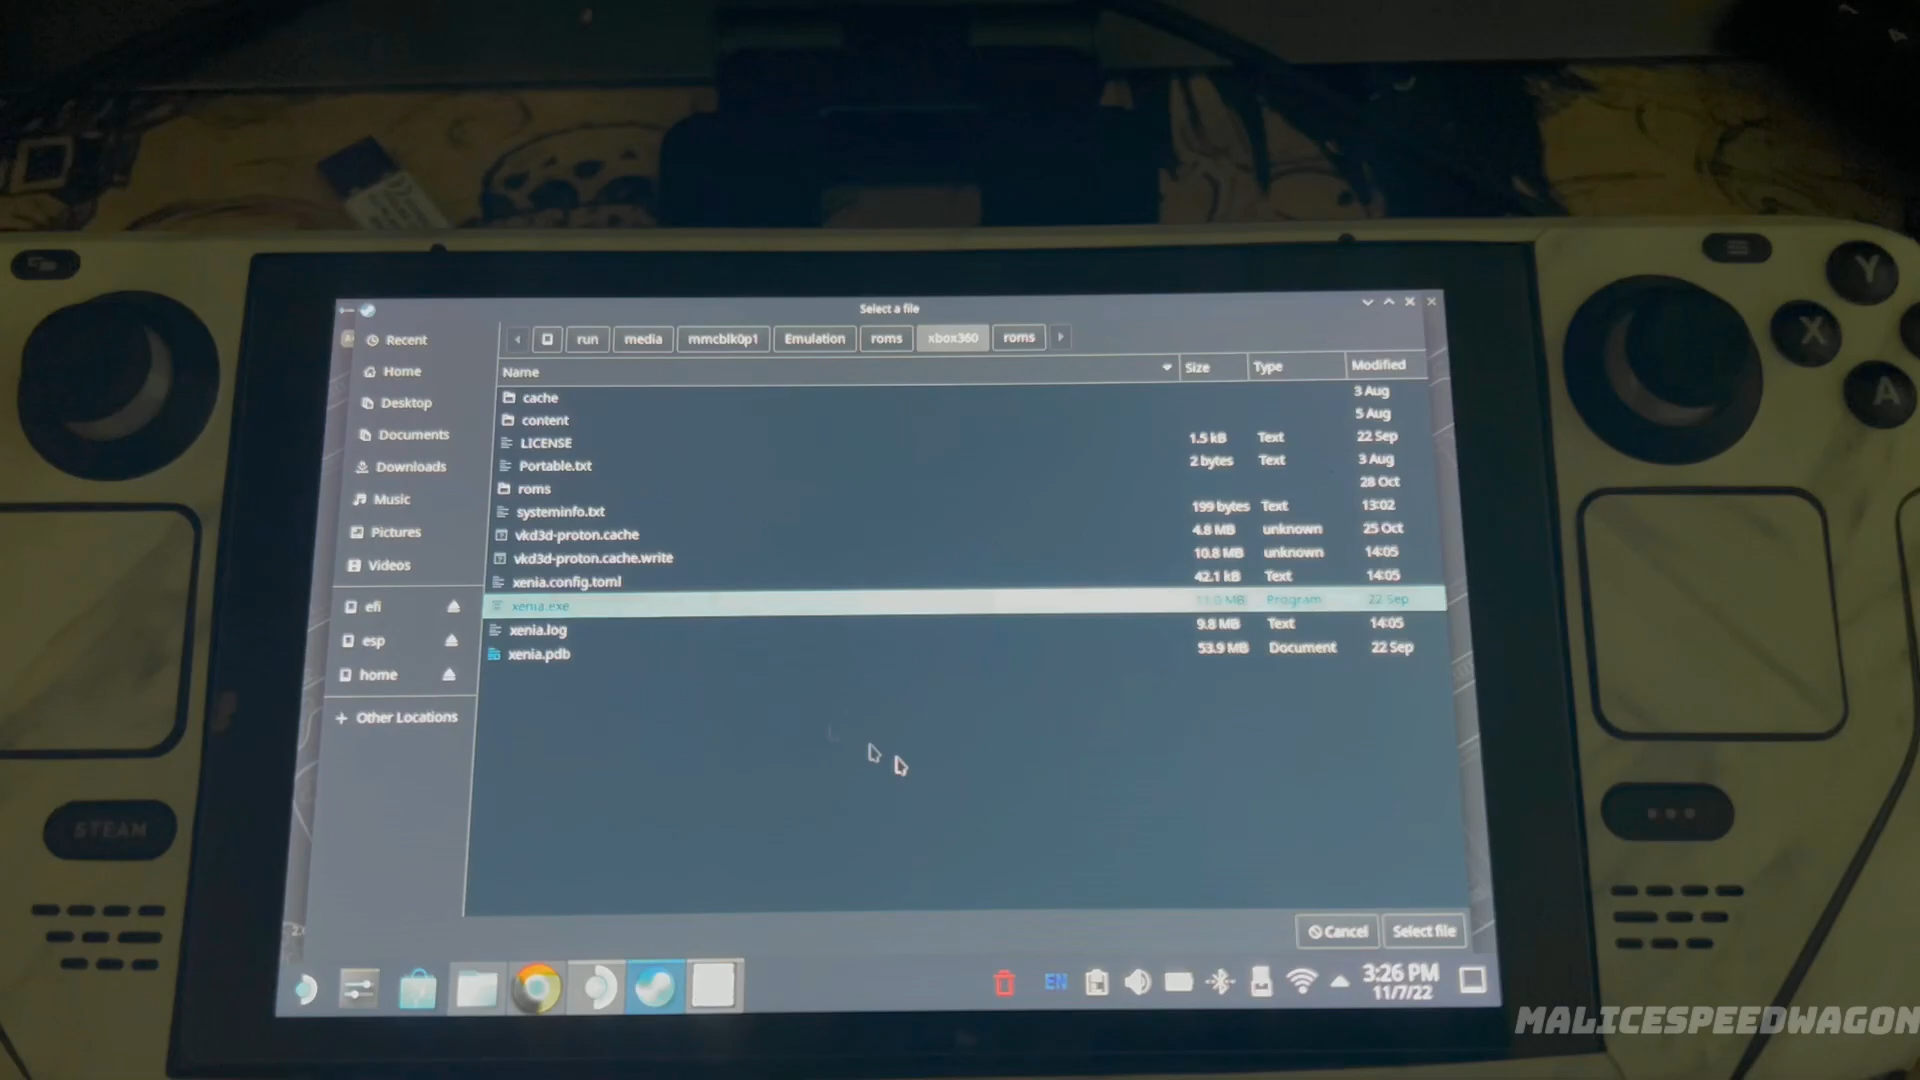 Select a file
Recent
Home
Desktop
Documents
Downloads
Music
Pictures
Videos
efi
esp
home
Other Locations
run media mmcblk0p1 Emulation roms xbox360 roms
Name Size Type Modified
cache 3 Aug
content 5 Aug
LICENSE 1.5 kB Text 22 Sep
Portable.txt 2 bytes Text 3 Aug
roms 28 Oct
systeminfo.txt 199 bytes Text 13:02
vkd3d-proton.cache 4.8 MB unknown 25 Oct
vkd3d-proton.cache.write 10.8 MB unknown 14:05
xenia.config.toml 42.1 kB Text 14:05
xenia.exe MB Program 22 Sep
xenia.log 9.8 MB Text 14:05
xenia.pdb 53.9 MB Document 22 Sep
Cancel Select file
EN 3:26 PM
11/7/22
Y
X
A
STEAM
MALICESPEEDWAGON